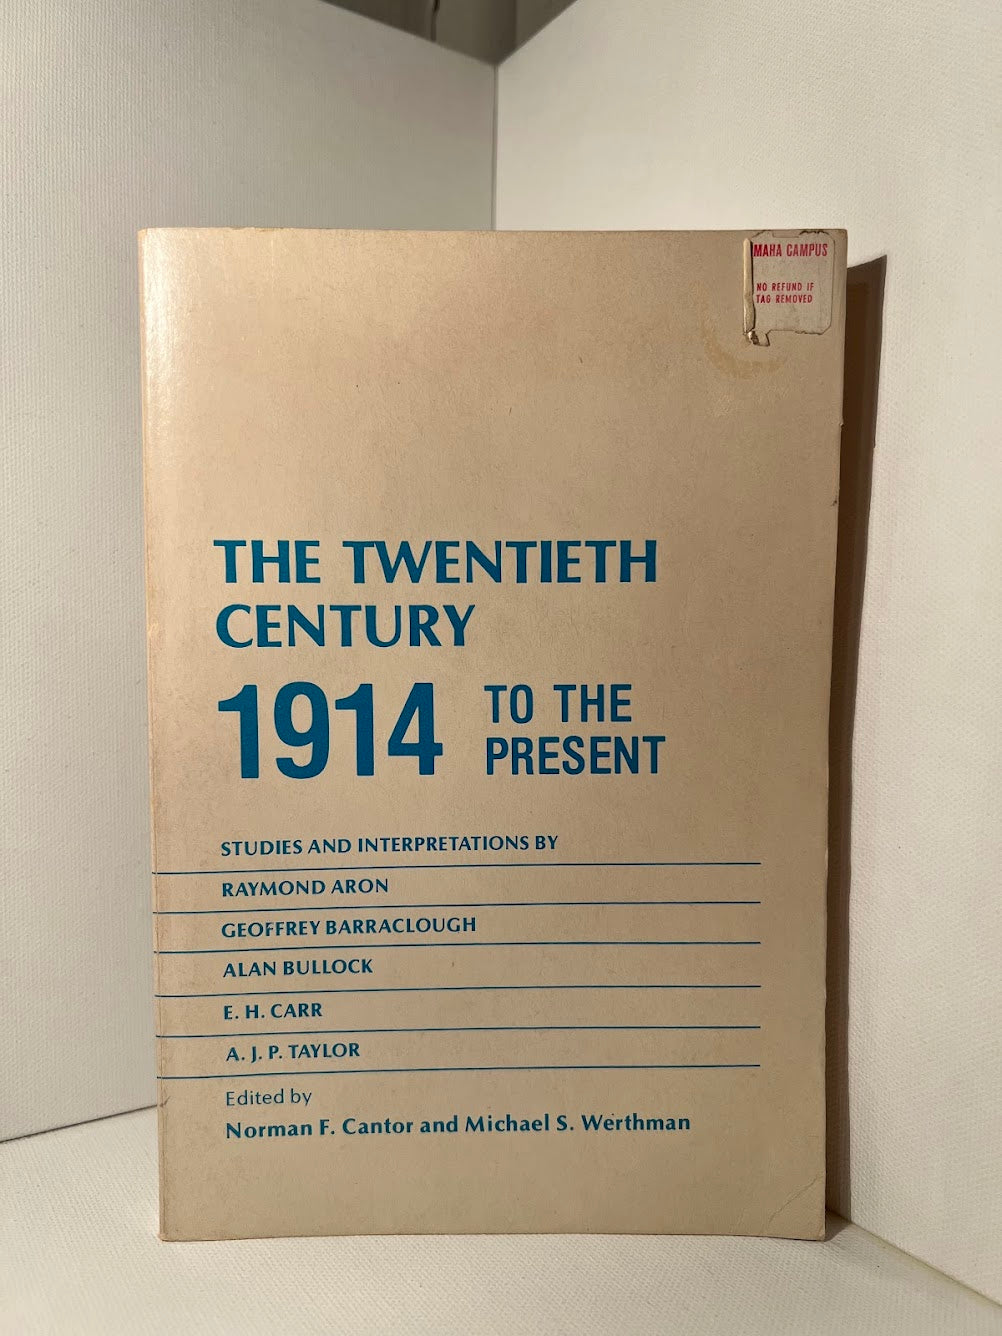 MAHA CAMPUS
NO REFUND IF
TAG REMOVED
THE TWENTIETH
CENTURY
1914 TO THE
PRESENT
STUDIES AND INTERPRETATIONS BY
RAYMOND ARON
GEOFFREY BARRACLOUGH
ALAN BULLOCK
E. H. CARR
A. J. P. TAYLOR
Edited by
Norman F. Cantor and Michael S. Werthman